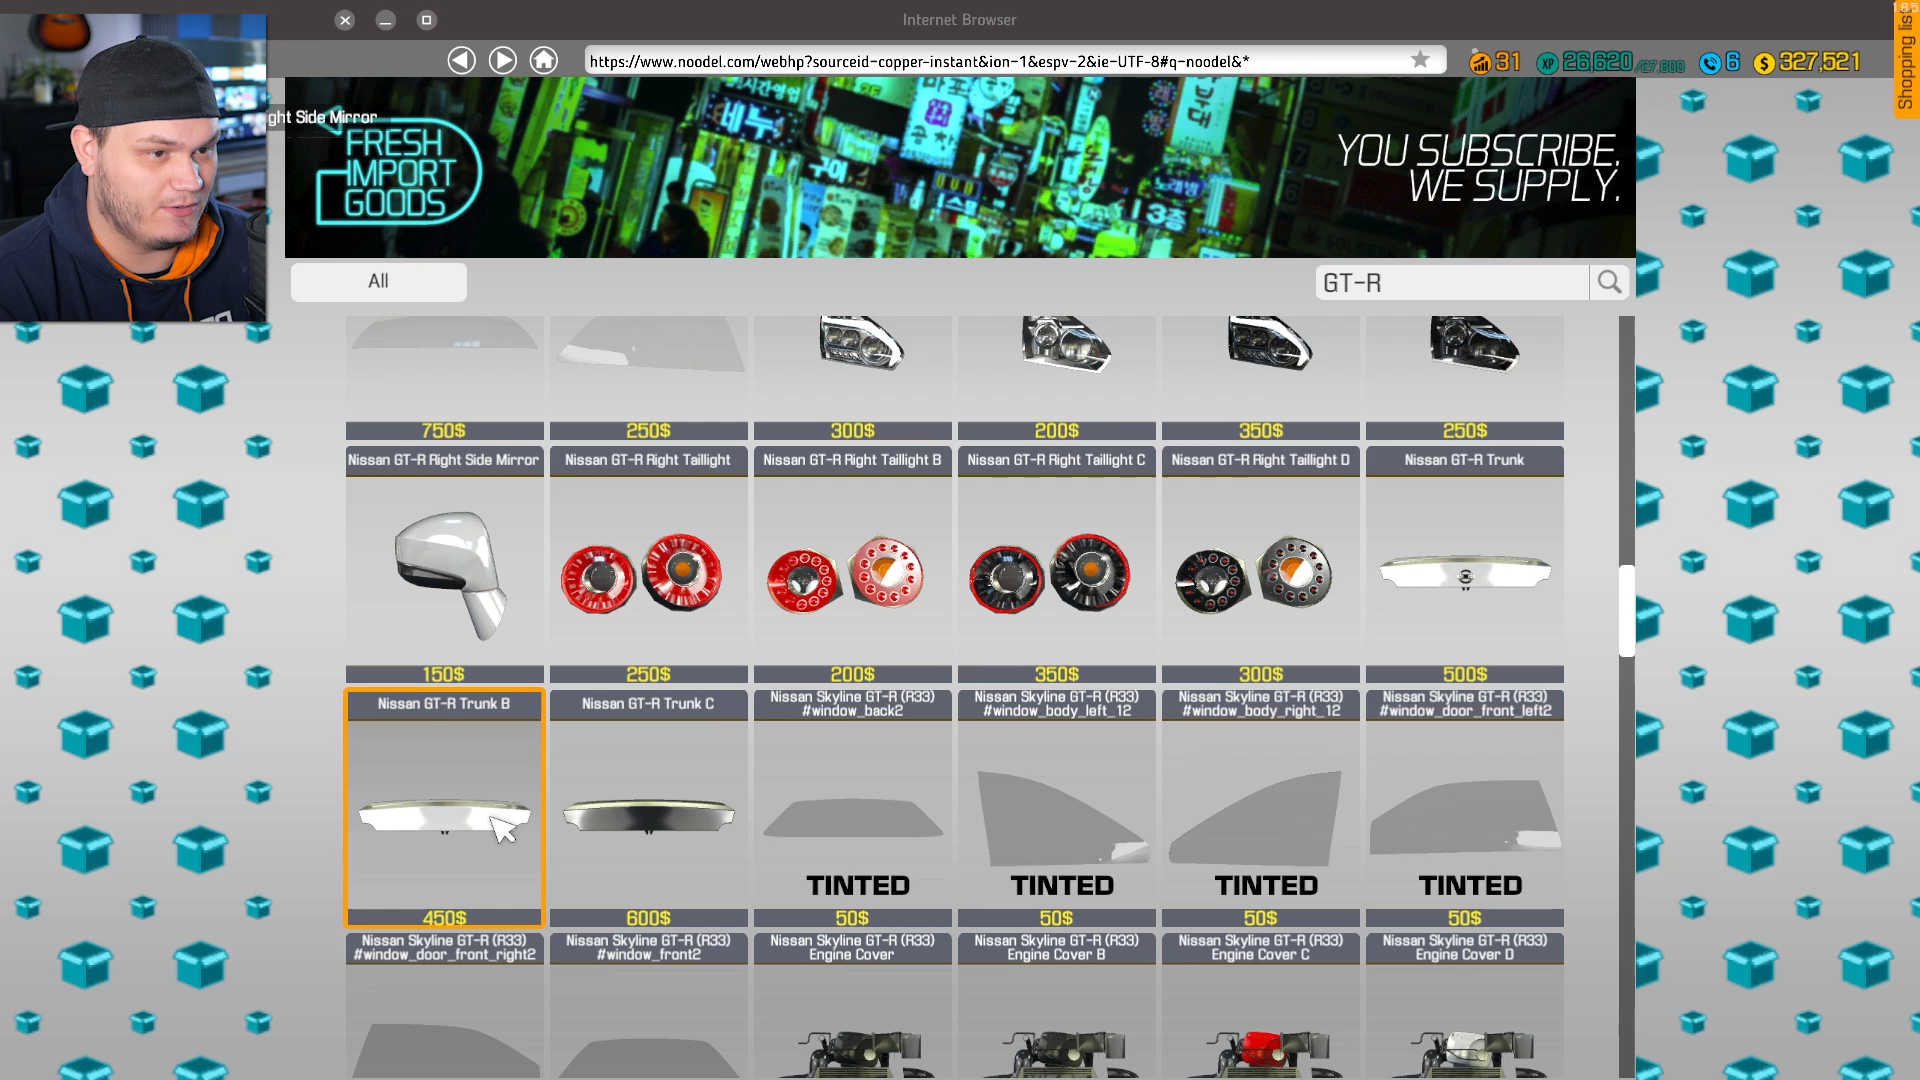 Internet Browser
1.6.5
https://www.noodel.com/webhp?sourceid-copper-instant&ion-1&espv-2&ie-UTF-8#q-noodel&*
31
XP 26,620/27,600
6
$ 327,521
Shopping list
ght Side Mirror
FRESH
IMPORT
GOODS
YOU SUBSCRIBE.
WE SUPPLY.
All
GT-R
750$
250$
300$
200$
350$
250$
Nissan GT-R Right Side Mirror
Nissan GT-R Right Taillight
Nissan GT-R Right Taillight B
Nissan GT-R Right Taillight C
Nissan GT-R Right Taillight D
Nissan GT-R Trunk
150$
250$
200$
350$
300$
500$
Nissan GT-R Trunk B
Nissan GT-R Trunk C
Nissan Skyline GT-R (R33)
#window_back2
Nissan Skyline GT-R (R33)
#window_body_left_12
Nissan Skyline GT-R (R33)
#window_body_right_12
Nissan Skyline GT-R (R33)
#window_door_front_left2
TINTED
TINTED
TINTED
TINTED
450$
600$
50$
50$
50$
50$
Nissan Skyline GT-R (R33)
#window_door_front_right2
Nissan Skyline GT-R (R33)
#window_front2
Nissan Skyline GT-R (R33)
Engine Cover
Nissan Skyline GT-R (R33)
Engine Cover B
Nissan Skyline GT-R (R33)
Engine Cover C
Nissan Skyline GT-R (R33)
Engine Cover D